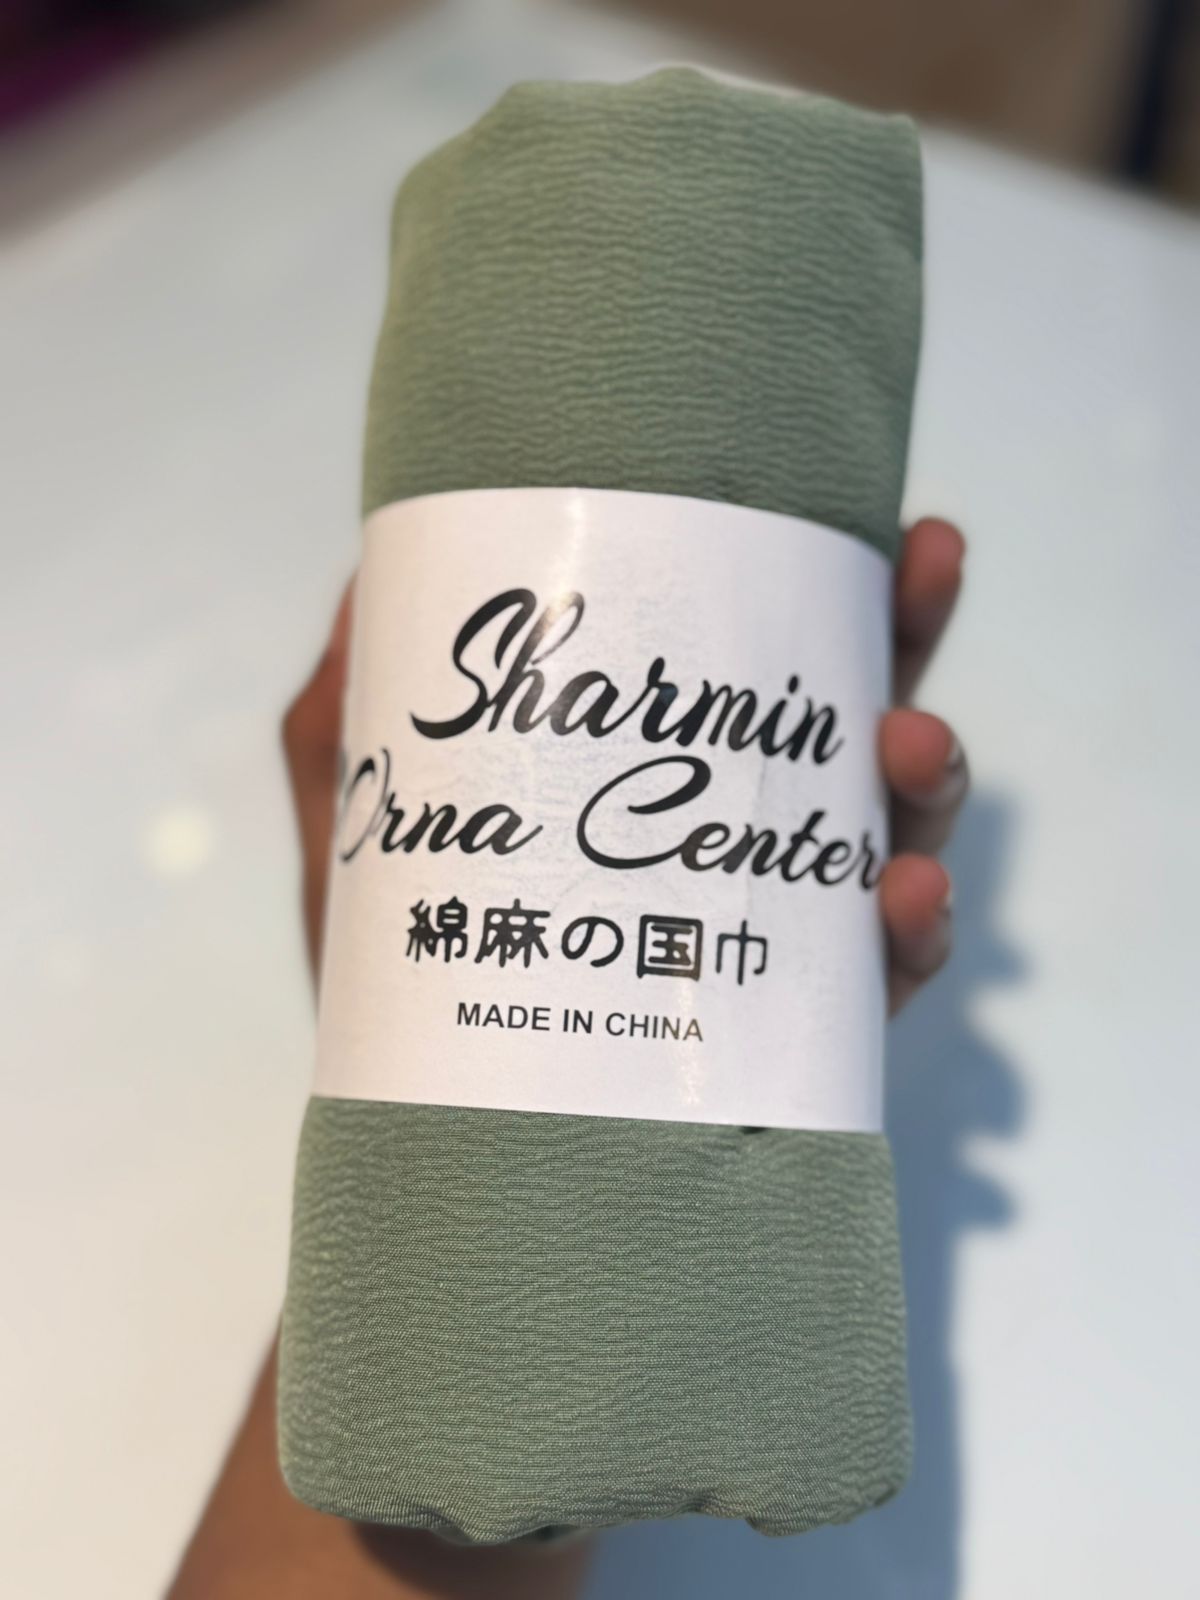 Sharmin
Orna Center
綿麻の国巾
MADE IN CHINA